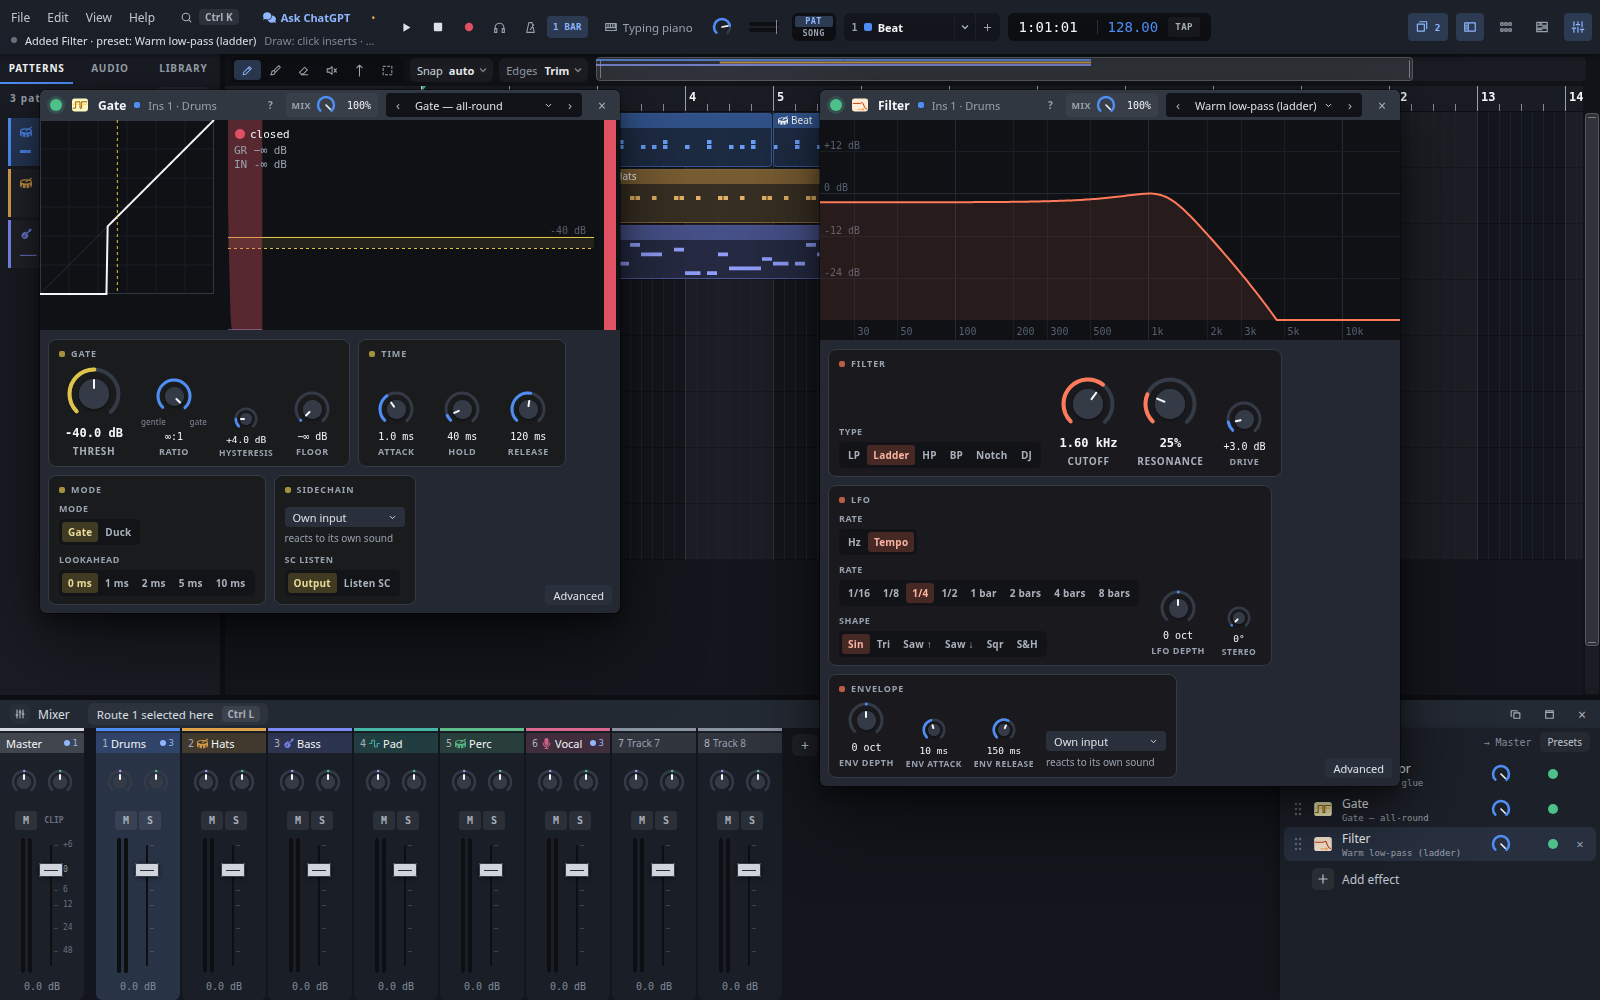 File Edit View Help Ctrl K Ask ChatGPT
1 BAR Typing piano PAT SONG 1 Beat 1:01:01 128.00 TAP 2
Added Filter · preset: Warm low-pass (ladder) Draw: click inserts · ...
PATTERNS AUDIO LIBRARY
Snap auto Edges Trim
3 pat
4 5 2 13 14
Beat
Hats
Gate Ins 1 · Drums ? MIX 100% ‹ Gate — all-round › ×
closed
GR −∞ dB
IN -∞ dB
-40 dB
GATE
gentle gate
-40.0 dB ∞:1 +4.0 dB −∞ dB
THRESH RATIO HYSTERESIS FLOOR
TIME
1.0 ms 40 ms 120 ms
ATTACK HOLD RELEASE
MODE
MODE
Gate Duck
LOOKAHEAD
0 ms 1 ms 2 ms 5 ms 10 ms
SIDECHAIN
Own input
reacts to its own sound
SC LISTEN
Output Listen SC
Advanced
Filter Ins 1 · Drums ? MIX 100% ‹ Warm low-pass (ladder) › ×
+12 dB
0 dB
-12 dB
-24 dB
30 50 100 200 300 500 1k 2k 3k 5k 10k
FILTER
TYPE
LP Ladder HP BP Notch DJ
1.60 kHz 25% +3.0 dB
CUTOFF RESONANCE DRIVE
LFO
RATE
Hz Tempo
RATE
1/16 1/8 1/4 1/2 1 bar 2 bars 4 bars 8 bars
SHAPE
Sin Tri Saw ↑ Saw ↓ Sqr S&H
0 oct 0°
LFO DEPTH STEREO
ENVELOPE
0 oct 10 ms 150 ms
ENV DEPTH ENV ATTACK ENV RELEASE
Own input
reacts to its own sound
Advanced
Mixer Route 1 selected here Ctrl L
Master 1
1 Drums 3
2 Hats
3 Bass
4 Pad
5 Perc
6 Vocal 3
7 Track 7
8 Track 8
+
M CLIP
M S M S M S M S M S M S M S M S
+6
0
6
12
24
48
0.0 dB 0.0 dB 0.0 dB 0.0 dB 0.0 dB 0.0 dB 0.0 dB 0.0 dB 0.0 dB
→ Master Presets
or
glue
Gate
Gate — all-round
Filter
Warm low-pass (ladder)
×
+ Add effect